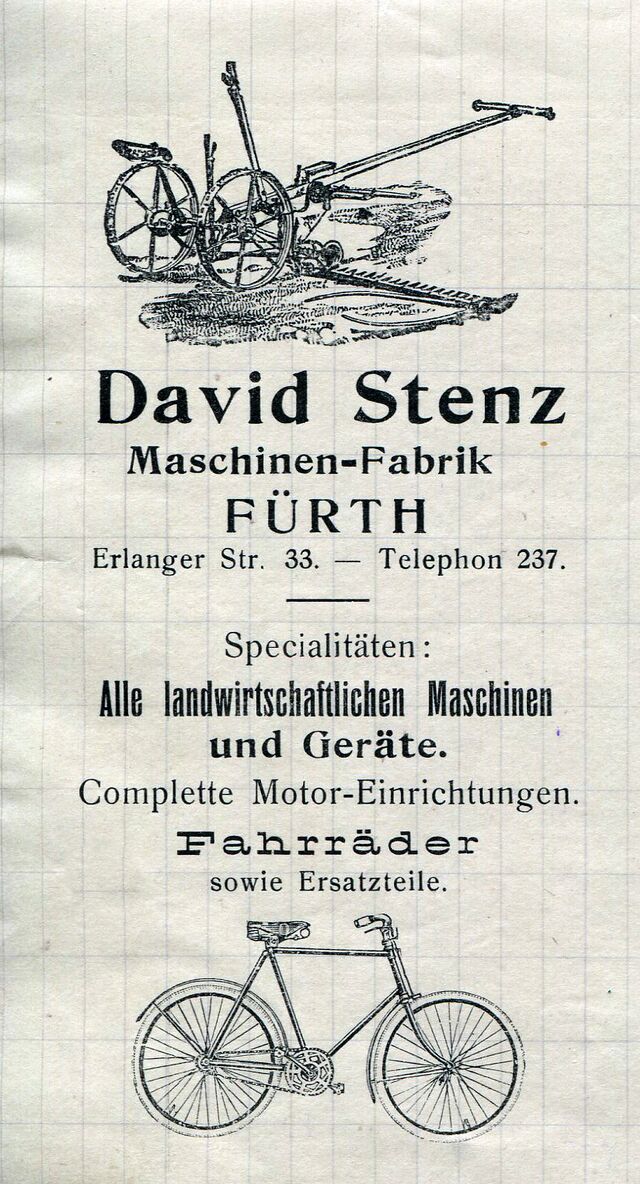 David Stenz
Maschinen-Fabrik
FÜRTH
Erlanger Str. 33. — Telephon 237.
Specialitäten:
Alle landwirtschaftlichen Maschinen
und Geräte.
Complette Motor-Einrichtungen.
Fahrräder
sowie Ersatzteile.